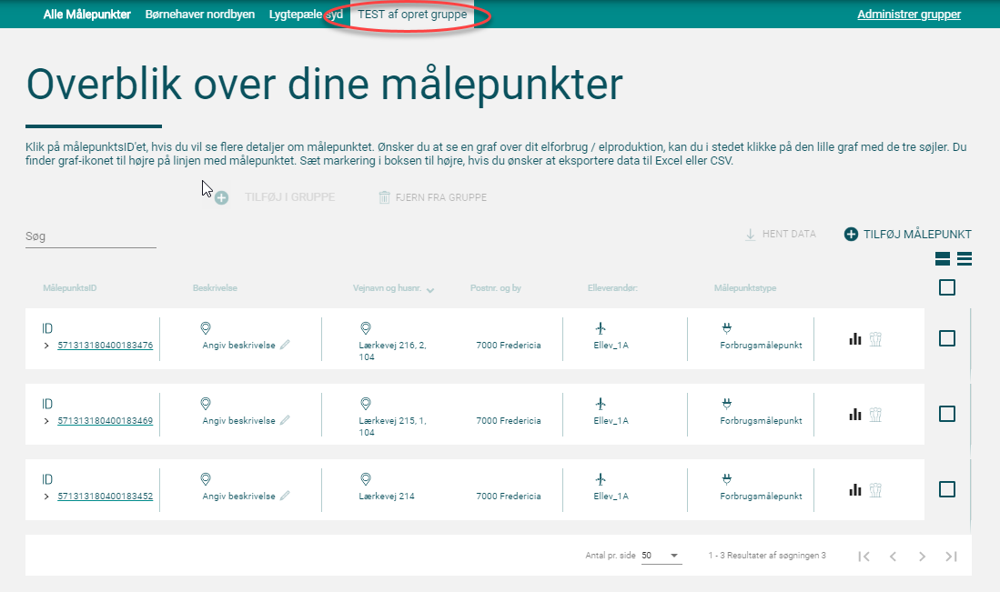 Alle Målepunkter Børnehaver nordbyen Lygtepæle syd TEST af opret gruppe Administrer grupper
Overblik over dine målepunkter
Klik på målepunktsID'et, hvis du vil se flere detaljer om målepunktet. Ønsker du at se en graf over dit elforbrug / elproduktion, kan du i stedet klikke på den lille graf med de tre søjler. Du
finder graf-ikonet til højre på linjen med målepunktet. Sæt markering i boksen til højre, hvis du ønsker at eksportere data til Excel eller CSV.
TILFØJ I GRUPPE FJERN FRA GRUPPE
Søg
HENT DATA TILFØJ MÅLEPUNKT
MålepunktsID Beskrivelse Vejnavn og husnr. Postnr. og by Elleverandør: Målepunktstype
ID
571313180400183476 Angiv beskrivelse Lærkevej 216, 2, 7000 Fredericia Ellev_1A Forbrugsmålepunkt
104
ID
571313180400183469 Angiv beskrivelse Lærkevej 215, 1, 7000 Fredericia Ellev_1A Forbrugsmålepunkt
104
ID
571313180400183452 Angiv beskrivelse Lærkevej 214 7000 Fredericia Ellev_1A Forbrugsmålepunkt
Antal pr. side 50 1 - 3 Resultater af søgningen 3